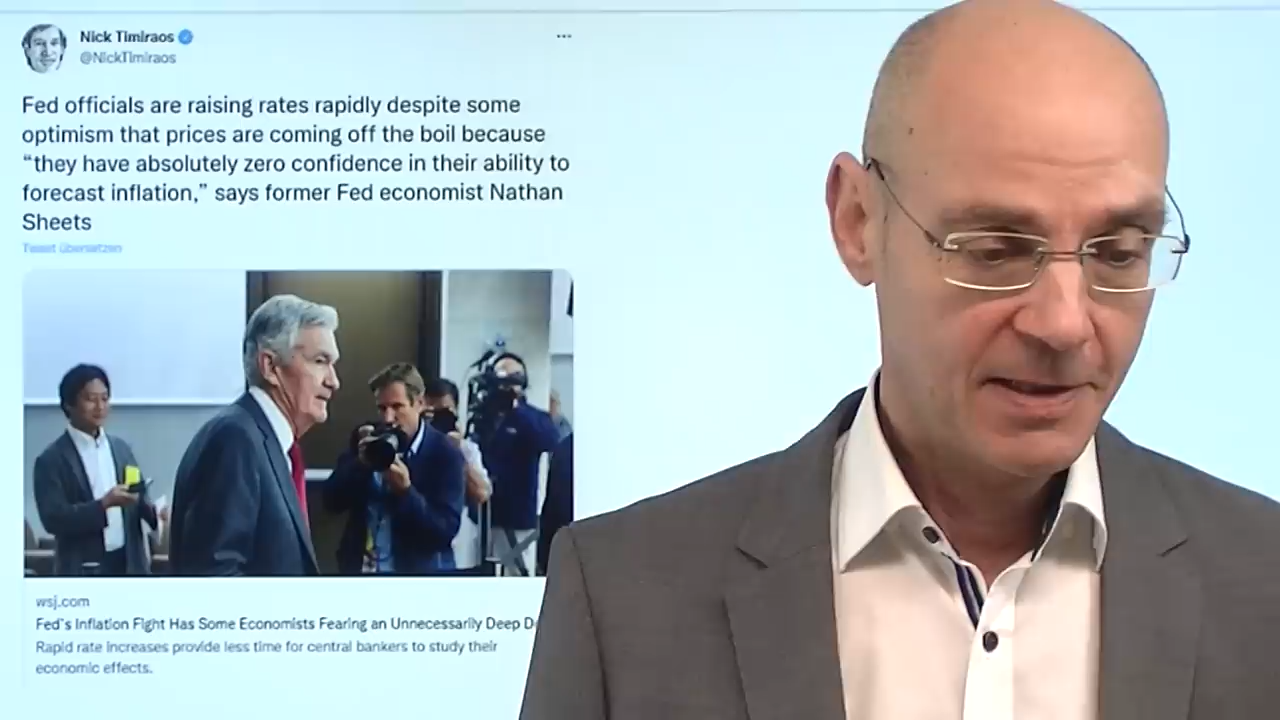 Nick Timiraos
@NickTimiraos
Fed officials are raising rates rapidly despite some
optimism that prices are coming off the boil because
“they have absolutely zero confidence in their ability to
forecast inflation,” says former Fed economist Nathan
Sheets
Tweet übersetzen
wsj.com
Fed's Inflation Fight Has Some Economists Fearing an Unnecessarily Deep D
Rapid rate increases provide less time for central bankers to study their
economic effects.